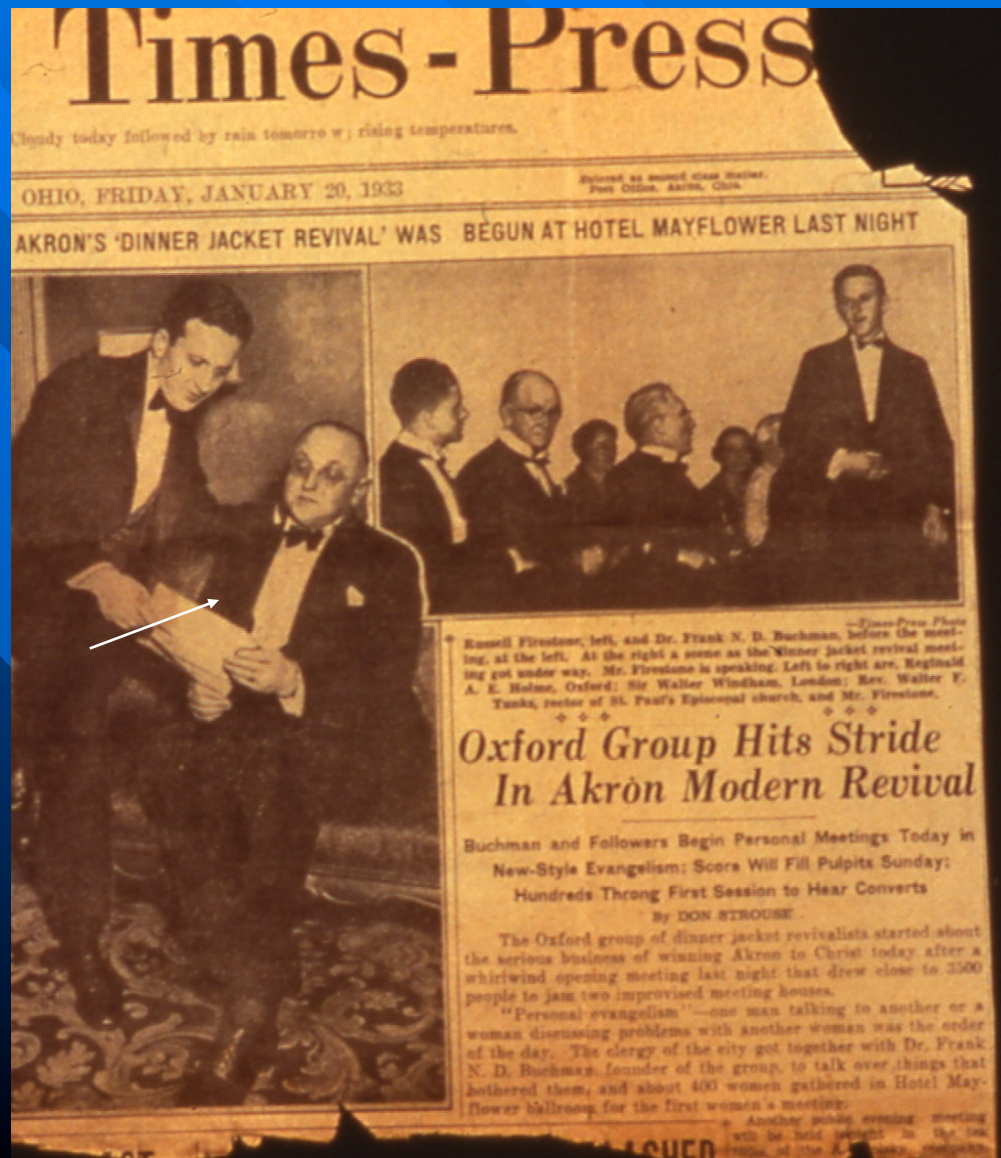 Times-Press
Cloudy today followed by rain tomorrow; rising temperatures.
OHIO, FRIDAY, JANUARY 20, 1933
Entered as second class matter.
Post Office, Akron, Ohio.
AKRON'S 'DINNER JACKET REVIVAL' WAS BEGUN AT HOTEL MAYFLOWER LAST NIGHT
—Times-Press Photo
Russell Firestone, left, and Dr. Frank N. D. Buchman, before the meet-
ing, at the left. At the right a scene as the dinner jacket revival meet-
ing got under way. Mr. Firestone is speaking. Left to right are, Reginald
A. E. Holme, Oxford; Sir Walter Windham, London; Rev. Walter F.
Tunks, rector of St. Paul's Episcopal church, and Mr. Firestone.
Oxford Group Hits Stride
In Akron Modern Revival
Buchman and Followers Begin Personal Meetings Today in
New-Style Evangelism; Score Will Fill Pulpits Sunday;
Hundreds Throng First Session to Hear Converts
By DON STROUSE
The Oxford group of dinner jacket revivalists started about
the serious business of winning Akron to Christ today after a
whirlwind opening meeting last night that drew close to 3500
people to jam two improvised meeting houses.
"Personal evangelism"—one man talking to another or a
woman discussing problems with another woman was the order
of the day. The clergy of the city got together with Dr. Frank
N. D. Buchman, founder of the group, to talk over things that
bothered them, and about 400 women gathered in Hotel May-
flower ballroom for the first women's meeting.
Another public evening meeting
will be held in the